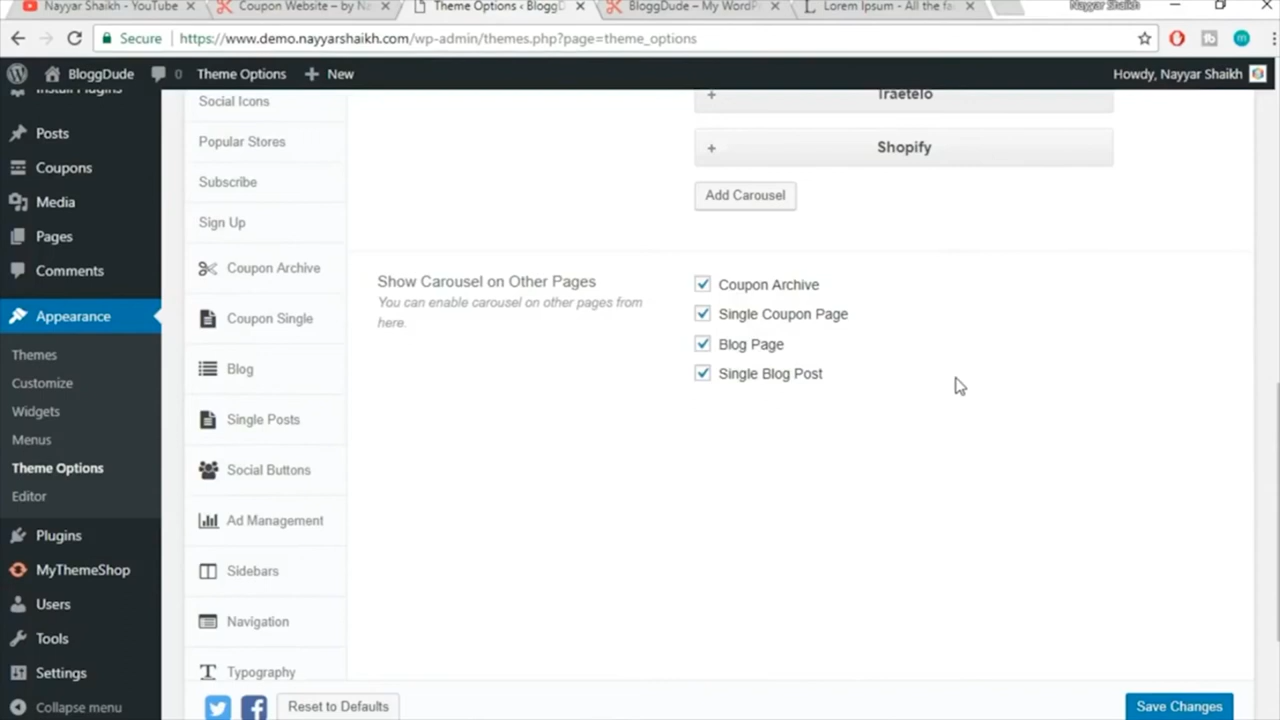 Nayyar Shaikh - YouTube
Coupon Website – by Na
Theme Options ‹ BloggD
BloggDude – My WordP
Lorem Ipsum - All the fa
Nayyar Shaikh
Secure
https://www.demo.nayyarshaikh.com/wp-admin/themes.php?page=theme_options
BloggDude
0
Theme Options
New
Howdy, Nayyar Shaikh
Install Plugins
Posts
Coupons
Media
Pages
Comments
Appearance
Themes
Customize
Widgets
Menus
Theme Options
Editor
Plugins
MyThemeShop
Users
Tools
Settings
Collapse menu
Social Icons
Popular Stores
Subscribe
Sign Up
Coupon Archive
Coupon Single
Blog
Single Posts
Social Buttons
Ad Management
Sidebars
Navigation
Typography
+ Traetelo
+ Shopify
Add Carousel
Show Carousel on Other Pages
You can enable carousel on other pages from
here.
Coupon Archive
Single Coupon Page
Blog Page
Single Blog Post
Reset to Defaults
Save Changes